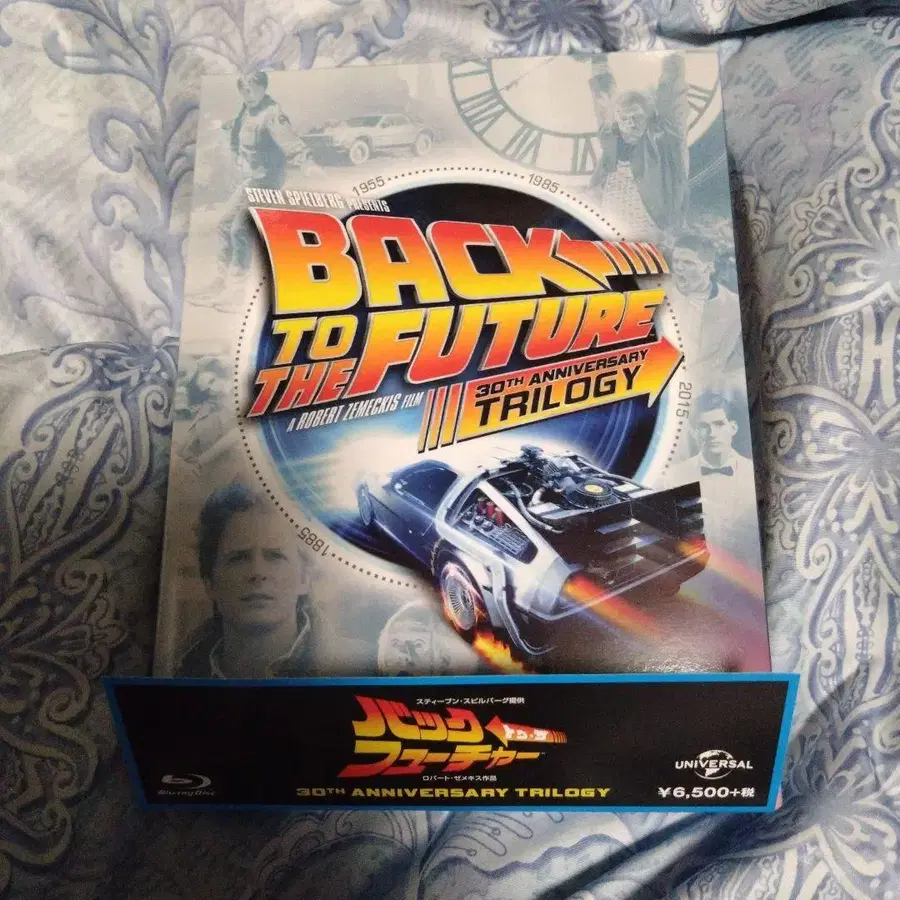 1955
1985
STEVEN SPIELBERG PRESENTS
BACK
TO
THE FUTURE
30TH ANNIVERSARY
TRILOGY
A ROBERT ZEMECKIS FILM
2015
1885
スティーブン・スピルバーグ提供
バック
トゥ・ザ
フューチャー
ロバート・ゼメキス作品
Blu-ray Disc
30TH ANNIVERSARY TRILOGY
UNIVERSAL
¥6,500+税